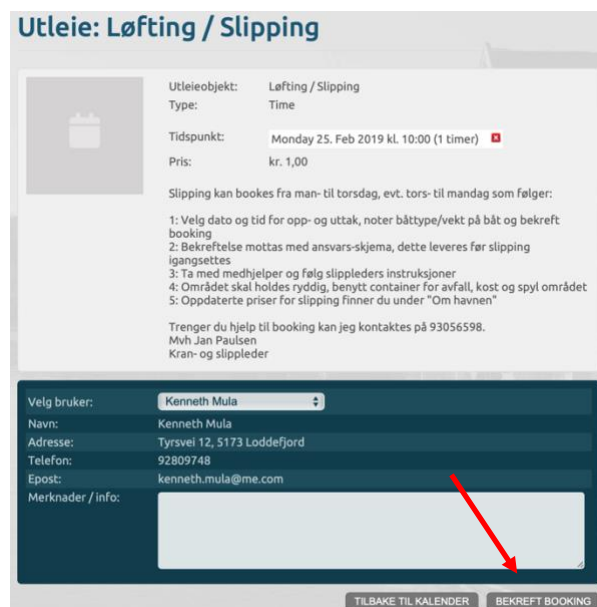 Utleie: Løfting / Slipping
Utleieobjekt: Løfting / Slipping
Type: Time
Tidspunkt: Monday 25. Feb 2019 kl. 10:00 (1 timer)
Pris: kr. 1,00
Slipping kan bookes fra man- til torsdag, evt. tors- til mandag som følger:
1: Velg dato og tid for opp- og uttak, noter båttype/vekt på båt og bekreft
booking
2: Bekreftelse mottas med ansvars-skjema, dette leveres før slipping
igangsettes
3: Ta med medhjelper og følg slippleders instruksjoner
4: Området skal holdes ryddig, benytt container for avfall, kost og spyl området
5: Oppdaterte priser for slipping finner du under "Om havnen"
Trenger du hjelp til booking kan jeg kontaktes på 93056598.
Mvh Jan Paulsen
Kran- og slippleder
Velg bruker: Kenneth Mula
Navn: Kenneth Mula
Adresse: Tyrsvei 12, 5173 Loddefjord
Telefon: 92809748
Epost: kenneth.mula@me.com
Merknader / info:
TILBAKE TIL KALENDER BEKREFT BOOKING